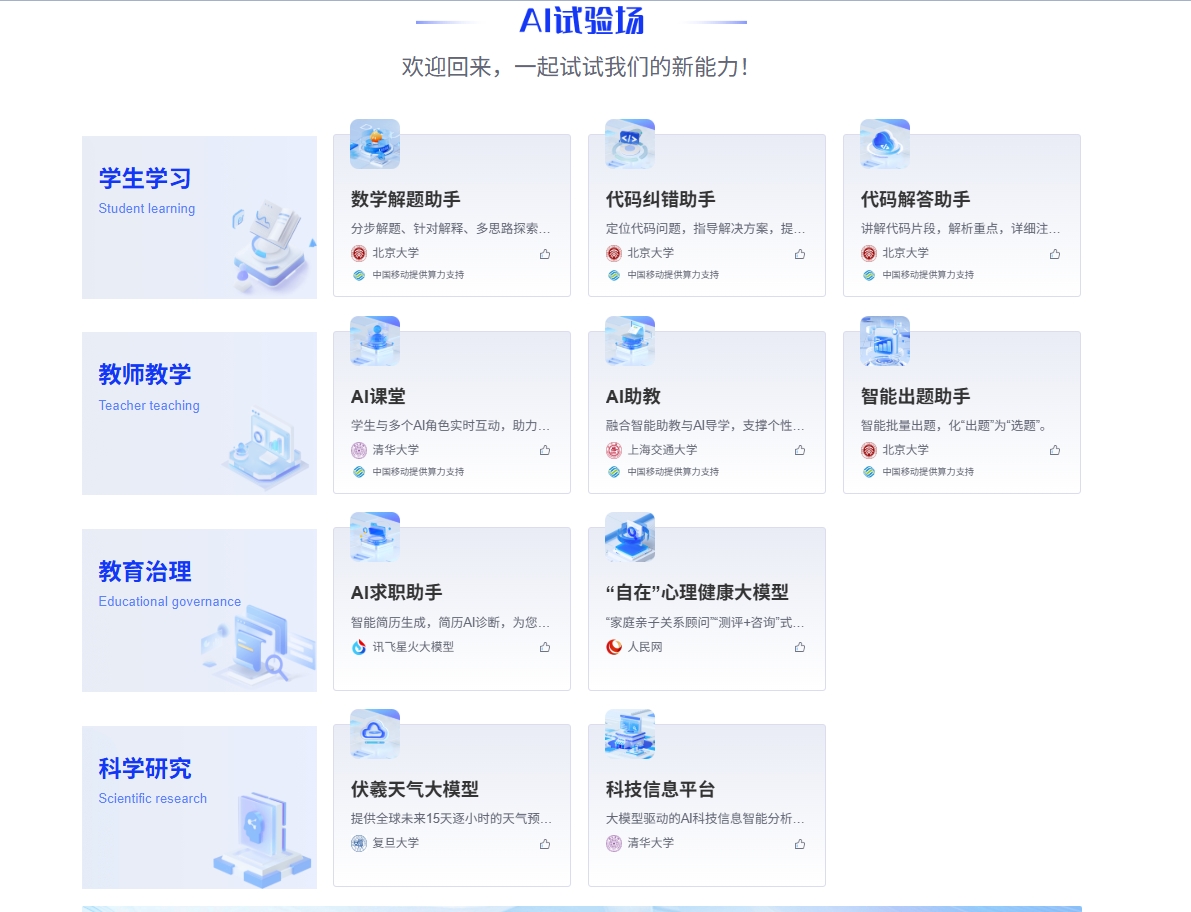 AI试验场
欢迎回来，一起试试我们的新能力！
学生学习
Student learning
数学解题助手
分步解题、针对解释、多思路探索...
北京大学
中国移动提供算力支持
代码纠错助手
定位代码问题，指导解决方案，提...
北京大学
中国移动提供算力支持
代码解答助手
讲解代码片段，解析重点，详细注...
北京大学
中国移动提供算力支持
教师教学
Teacher teaching
AI课堂
学生与多个AI角色实时互动，助力...
清华大学
中国移动提供算力支持
AI助教
融合智能助教与AI导学，支撑个性...
上海交通大学
中国移动提供算力支持
智能出题助手
智能批量出题，化“出题”为“选题”。
北京大学
中国移动提供算力支持
教育治理
Educational governance
AI求职助手
智能简历生成，简历AI诊断，为您...
讯飞星火大模型
“自在”心理健康大模型
“家庭亲子关系顾问”“测评+咨询”式...
人民网
科学研究
Scientific research
伏羲天气大模型
提供全球未来15天逐小时的天气预...
复旦大学
科技信息平台
大模型驱动的AI科技信息智能分析...
清华大学